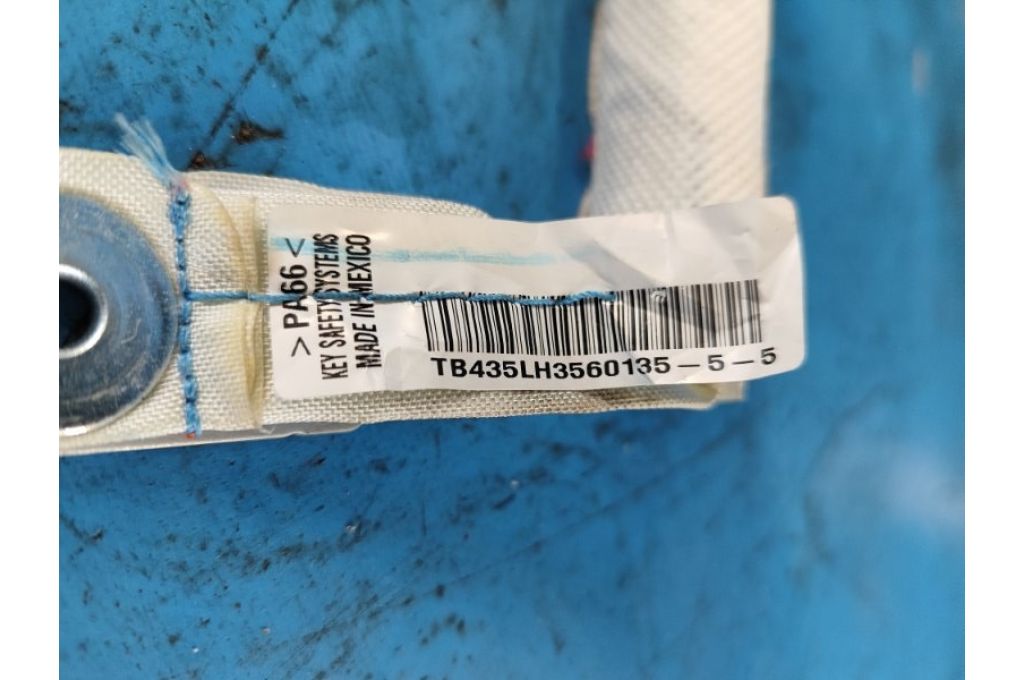 > PA66 <
KEY SAFETY SYSTEMS
MADE IN MEXICO
TB435LH3560135-5-5